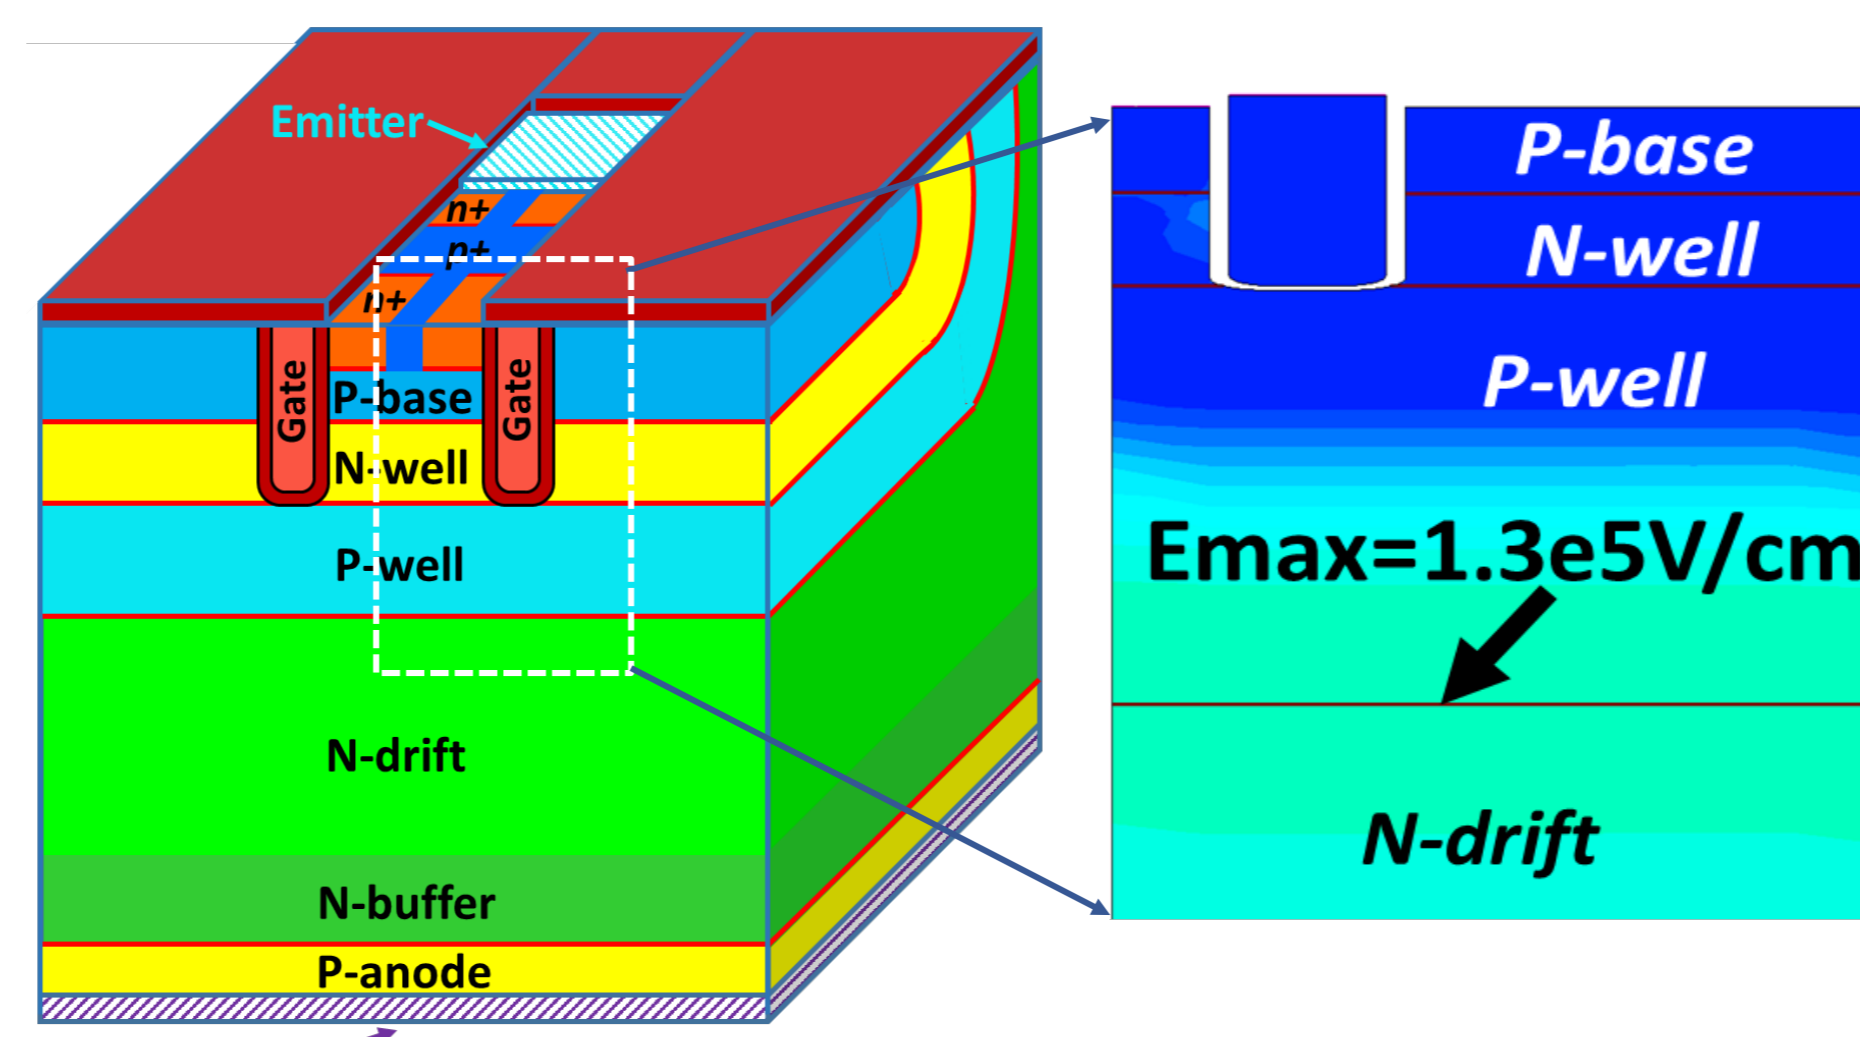 Emitter
n+
p+
n+
Gate
Gate
P-base
N-well
P-well
N-drift
N-buffer
P-anode
P-base
N-well
P-well
Emax=1.3e5V/cm
N-drift